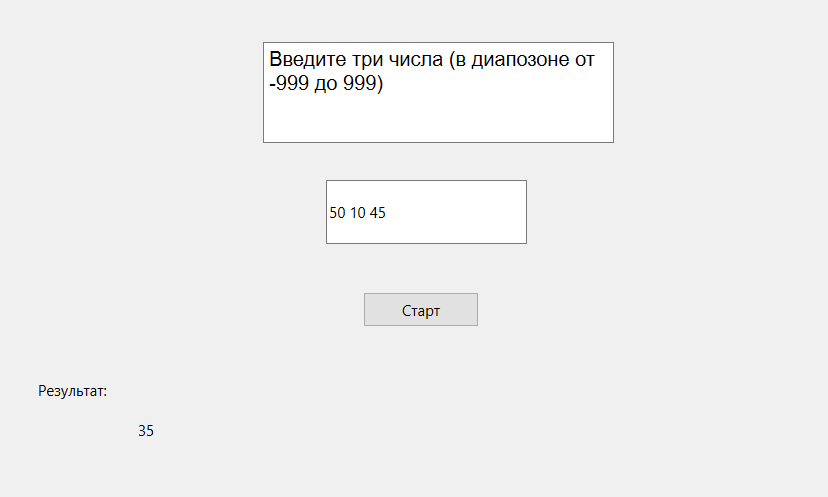 Введите три числа (в диапозоне от
-999 до 999)
50 10 45
Старт
Результат:
35